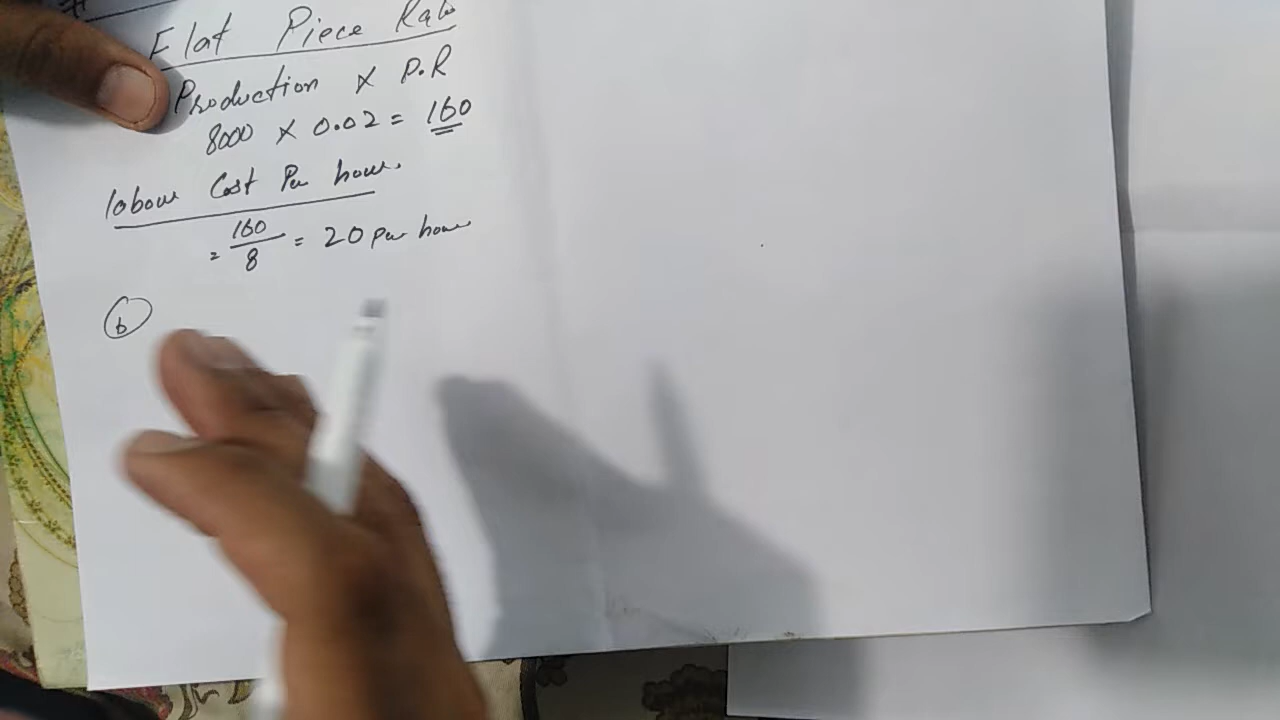 Flat Piece Rate
Production x P.R
8000 x 0.02 = 160
labour Cost Per hour.
= 160/8 = 20 per hour
b